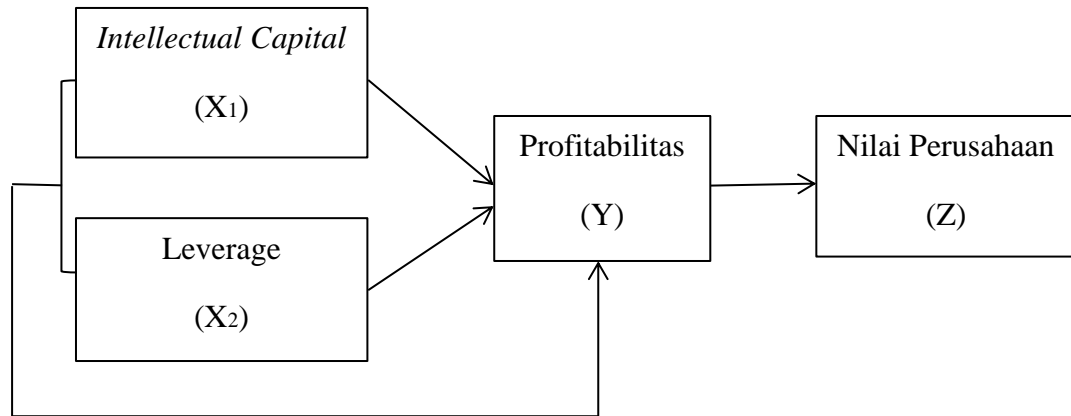 Intellectual Capital
(X1)
Profitabilitas
(Y)
Nilai Perusahaan
(Z)
Leverage
(X2)